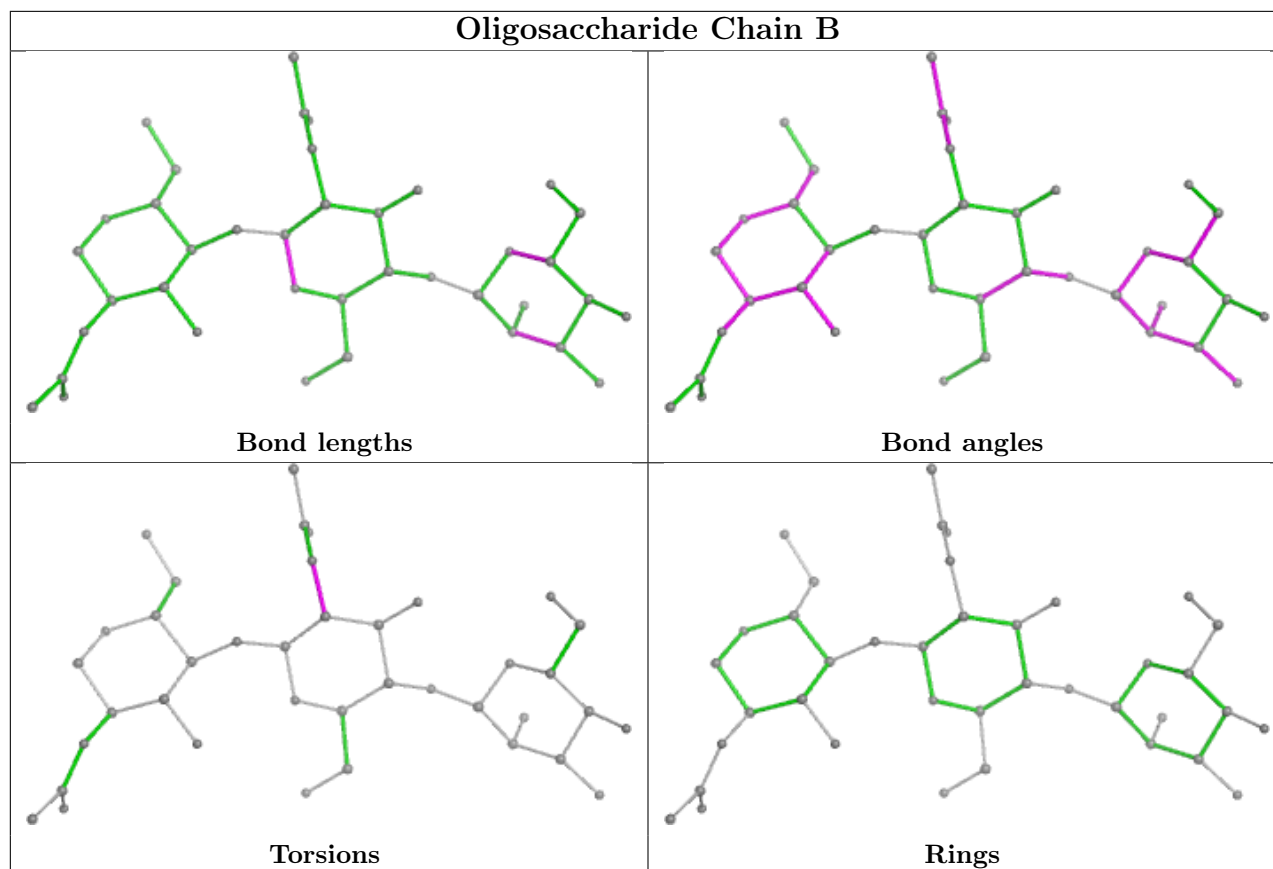 Oligosaccharide Chain B
Bond lengths
Bond angles
Torsions
Rings